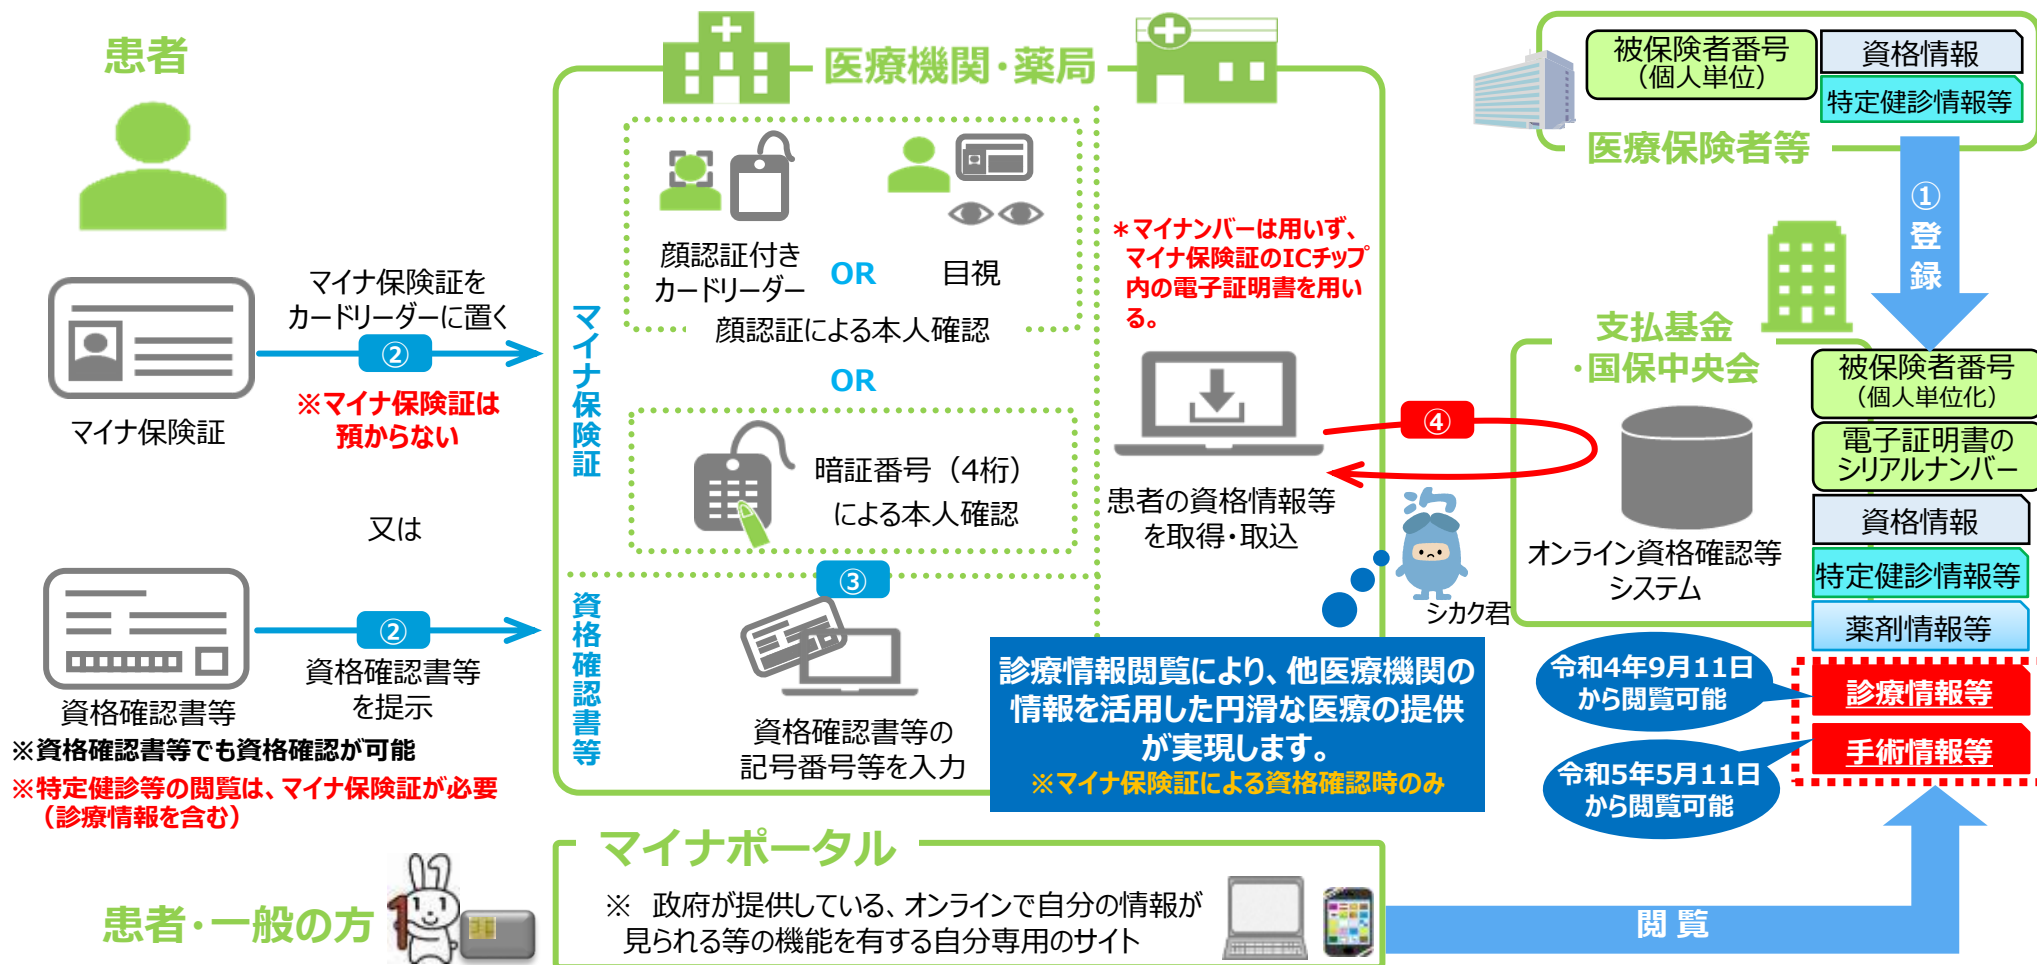 患者
マイナ保険証
マイナ保険証を
カードリーダーに置く
②
※マイナ保険証は
預からない
又は
資格確認書等
②
資格確認書等
を提示
※資格確認書等でも資格確認が可能
※特定健診等の閲覧は、マイナ保険証が必要
（診療情報を含む）
医療機関・薬局
マイナ保険証
顔認証付き
カードリーダー
OR
目視
顔認証による本人確認
OR
暗証番号（4桁）
による本人確認
③
資格確認書等
資格確認書等の
記号番号等を入力
＊マイナンバーは用いず、
マイナ保険証のICチップ
内の電子証明書を用い
る。
患者の資格情報等
を取得・取込
④
シカク君
診療情報閲覧により、他医療機関の
情報を活用した円滑な医療の提供
が実現します。
※マイナ保険証による資格確認時のみ
被保険者番号
（個人単位）
資格情報
特定健診情報等
医療保険者等
①
登
録
支払基金
・国保中央会
オンライン資格確認等
システム
被保険者番号
（個人単位化）
電子証明書の
シリアルナンバー
資格情報
特定健診情報等
薬剤情報等
令和4年9月11日
から閲覧可能
診療情報等
手術情報等
令和5年5月11日
から閲覧可能
患者・一般の方
1
マイナポータル
※ 政府が提供している、オンラインで自分の情報が
見られる等の機能を有する自分専用のサイト
閲 覧